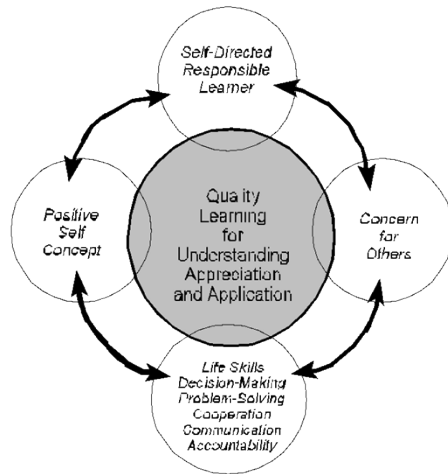 Self-Directed
Responsible
Learner
Positive
Self
Concept
Quality
Learning
for
Understanding
Appreciation
and Application
Concern
for
Others
Life Skills
Decision-Making
Problem-Solving
Cooperation
Communication
Accountability